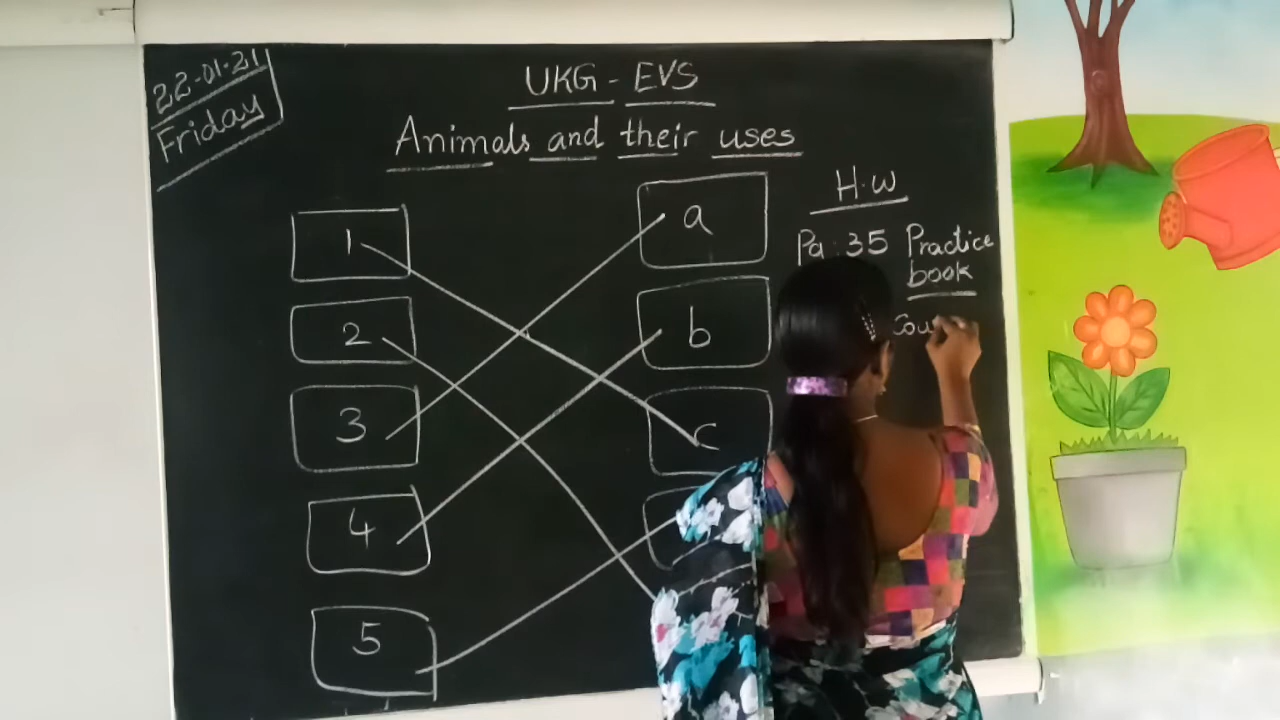 22-01-21
Friday
UKG - EVS
Animals and their uses
1
2
3
4
5
a
b
c
H.W
Pg: 35 Practice
book